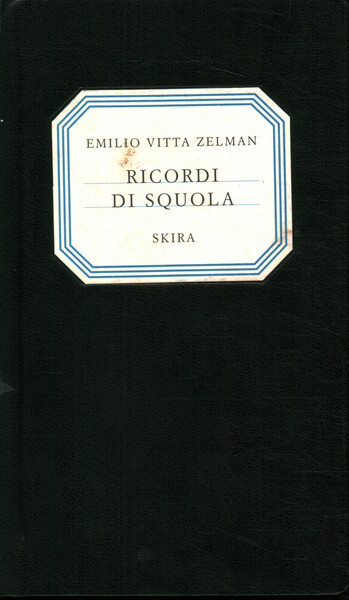 EMILIO VITTA ZELMAN
RICORDI
DI SQUOLA
SKIRA